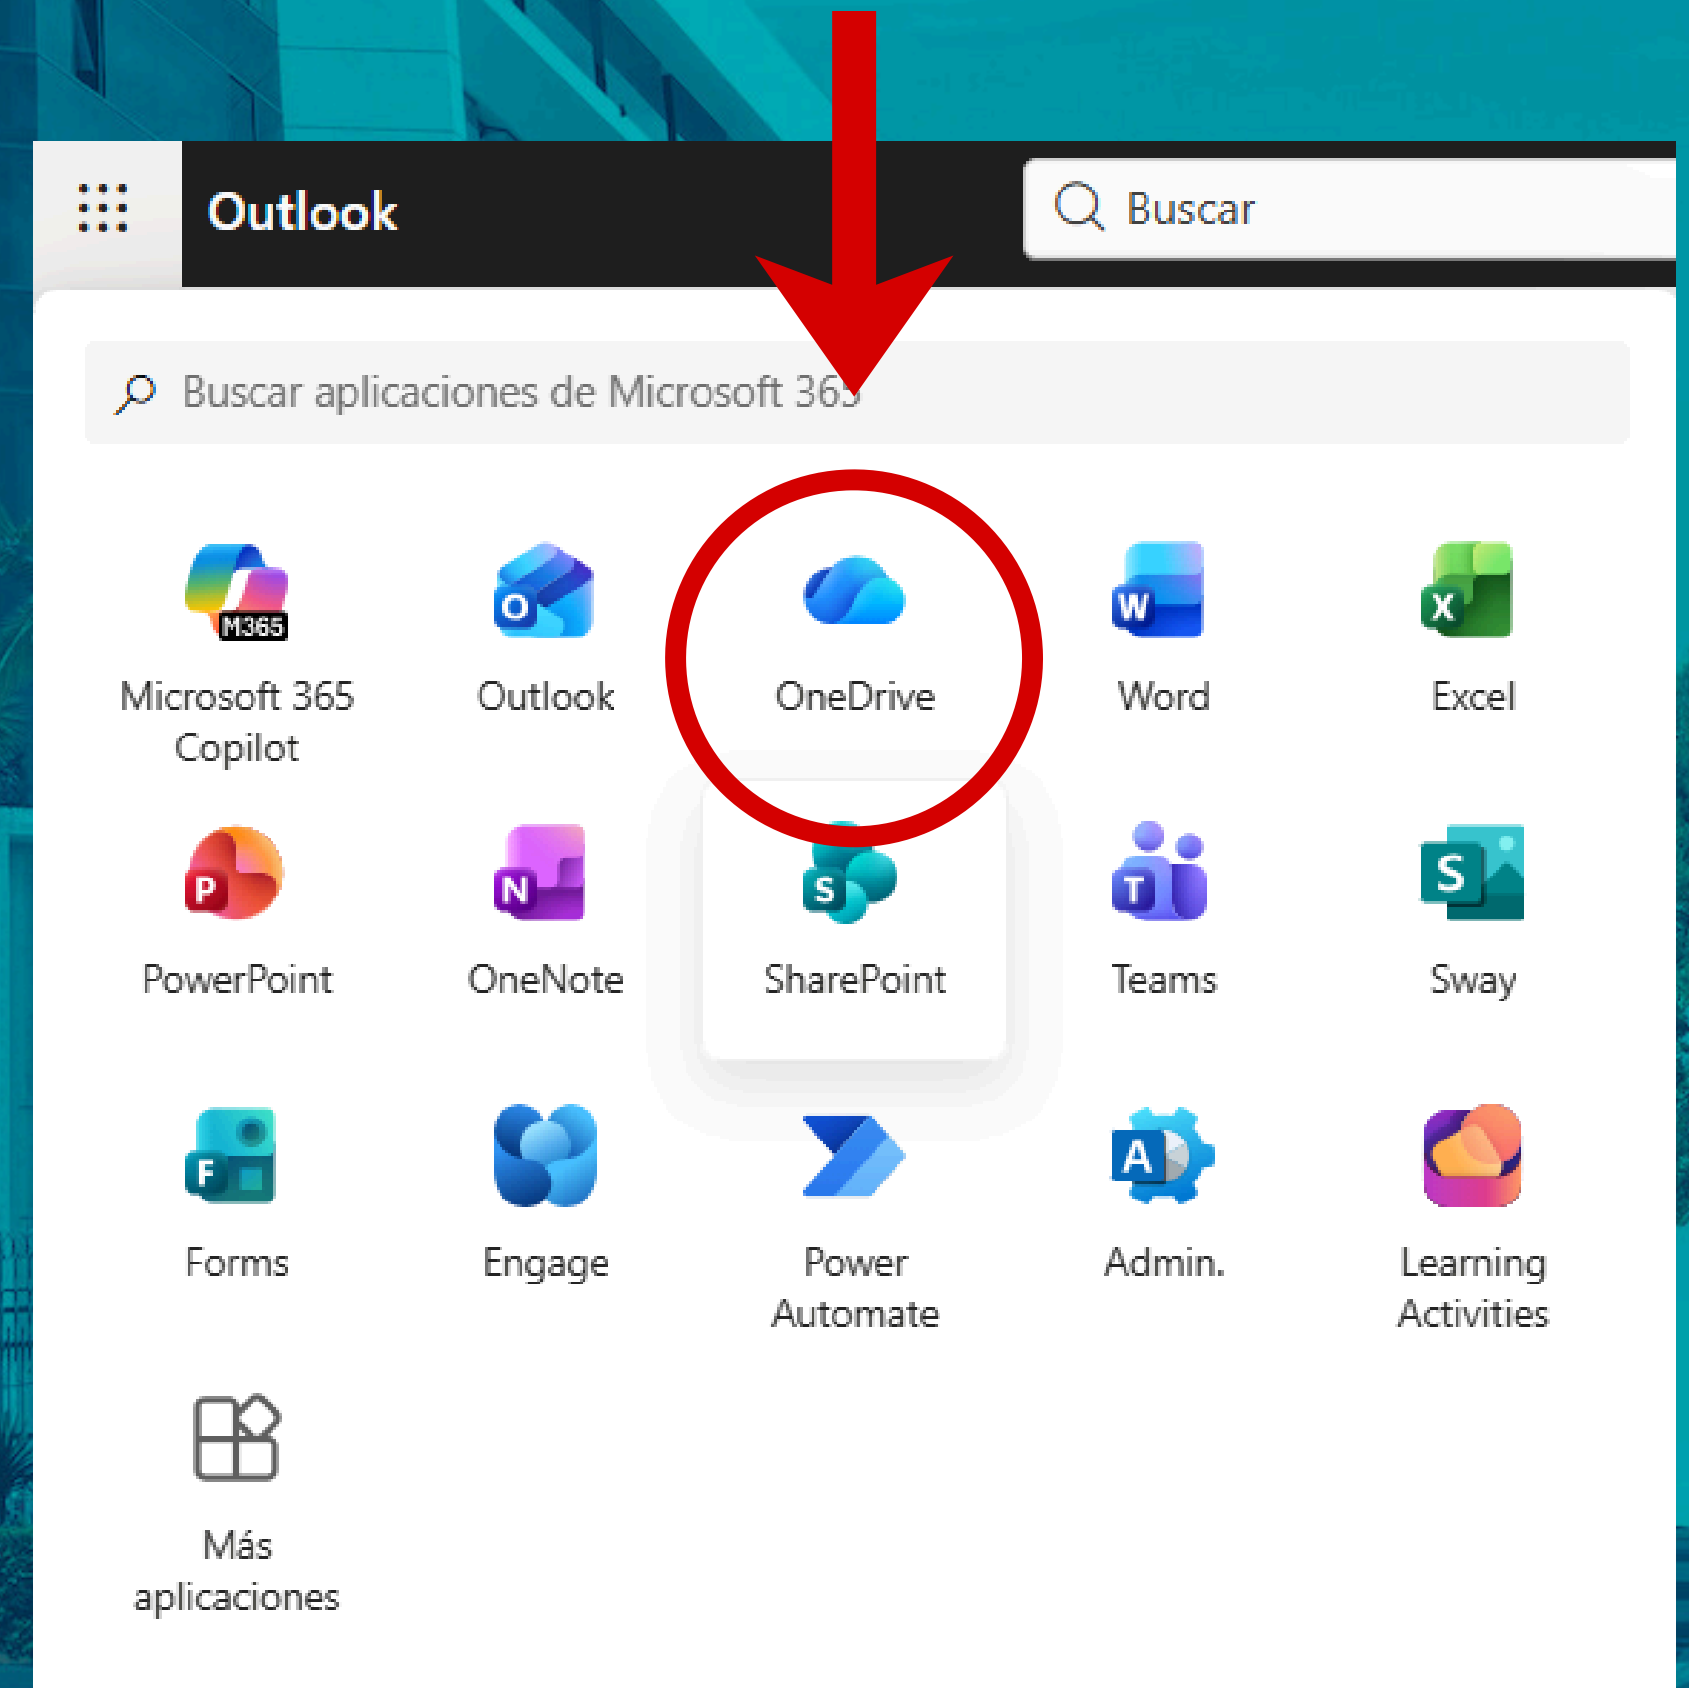 Outlook
Buscar
Buscar aplicaciones de Microsoft 365
M365
Microsoft 365
Copilot
O
Outlook
OneDrive
W
Word
X
Excel
P
PowerPoint
N
OneNote
S
SharePoint
T
Teams
S
Sway
F
Forms
Engage
Power
Automate
A
Admin.
Learning
Activities
Más
aplicaciones